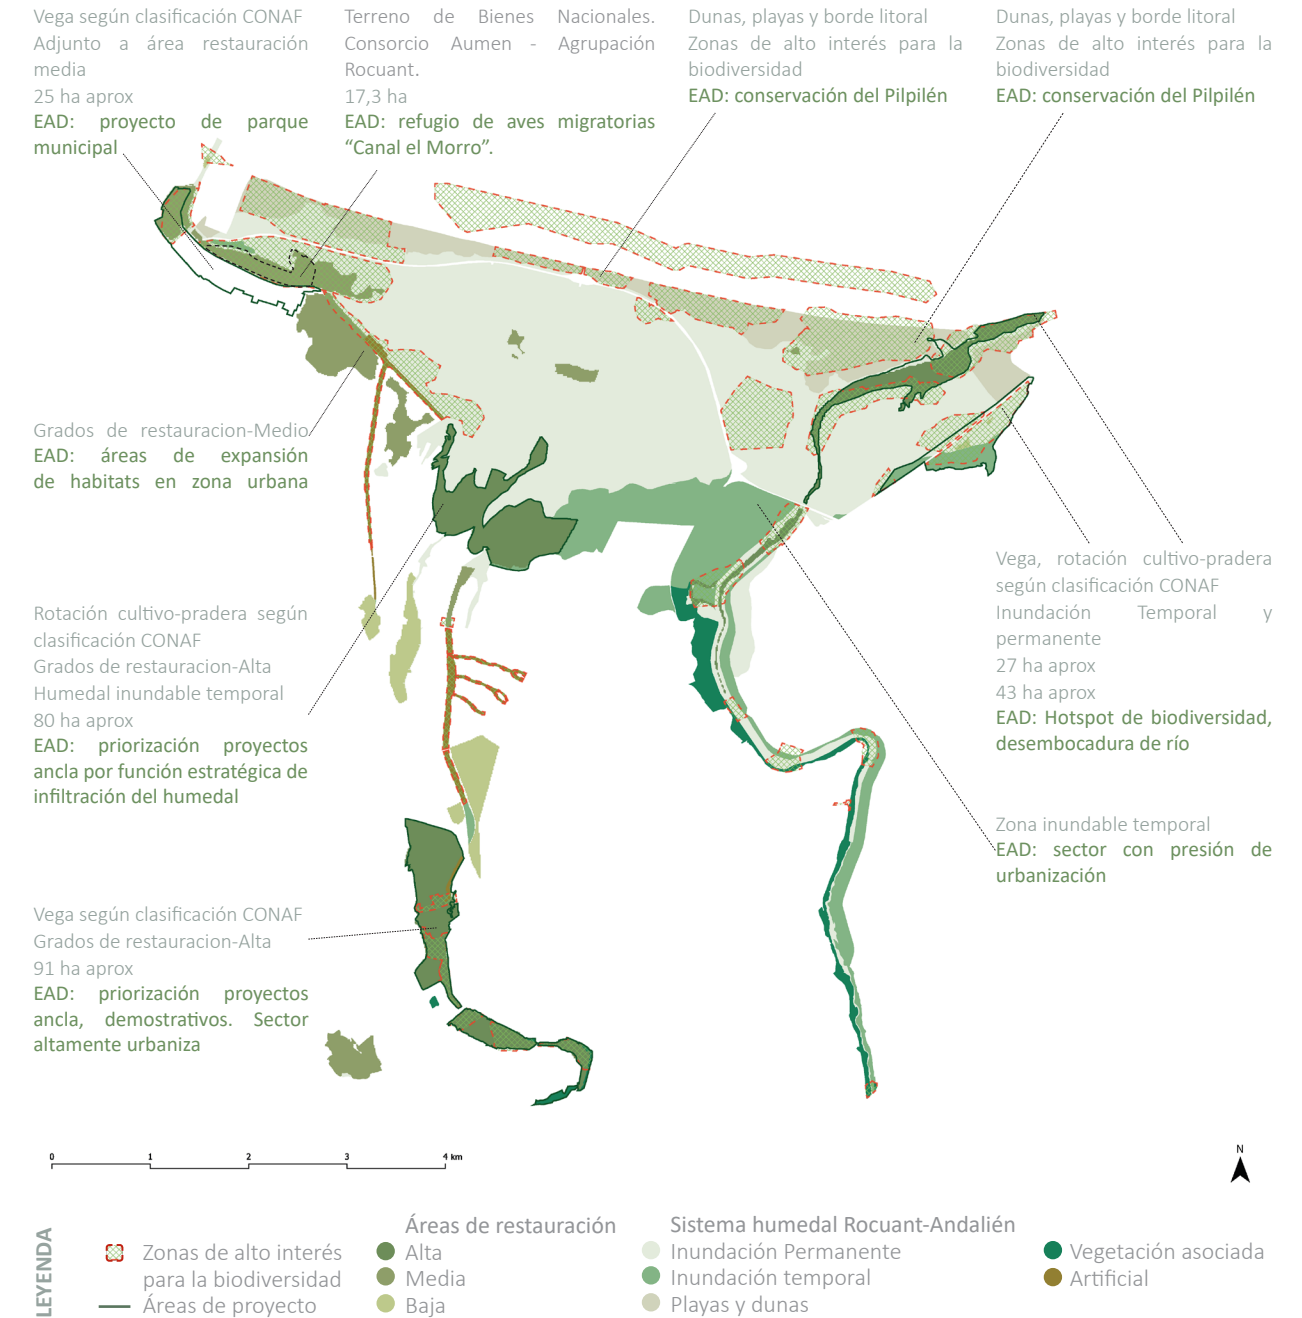 Vega según clasificación CONAF
Adjunto a área restauración
media
25 ha aprox
EAD: proyecto de parque
municipal
Terreno de Bienes Nacionales.
Consorcio Aumen - Agrupación
Rocuant.
17,3 ha
EAD: refugio de aves migratorias
“Canal el Morro”.
Dunas, playas y borde litoral
Zonas de alto interés para la
biodiversidad
EAD: conservación del Pilpilén
Dunas, playas y borde litoral
Zonas de alto interés para la
biodiversidad
EAD: conservación del Pilpilén
Grados de restauracion-Medio
EAD: áreas de expansión
de habitats en zona urbana
Rotación cultivo-pradera según
clasificación CONAF
Grados de restauracion-Alta
Humedal inundable temporal
80 ha aprox
EAD: priorización proyectos
ancla por función estratégica de
infiltración del humedal
Vega, rotación cultivo-pradera
según clasificación CONAF
Inundación Temporal y
permanente
27 ha aprox
43 ha aprox
EAD: Hotspot de biodiversidad,
desembocadura de río
Zona inundable temporal
EAD: sector con presión de
urbanización
Vega según clasificación CONAF
Grados de restauracion-Alta
91 ha aprox
EAD: priorización proyectos
ancla, demostrativos. Sector
altamente urbaniza
0 1 2 3 4 km
N
LEYENDA
Zonas de alto interés
para la biodiversidad
Áreas de proyecto
Áreas de restauración
Alta
Media
Baja
Sistema humedal Rocuant-Andalién
Inundación Permanente
Inundación temporal
Playas y dunas
Vegetación asociada
Artificial